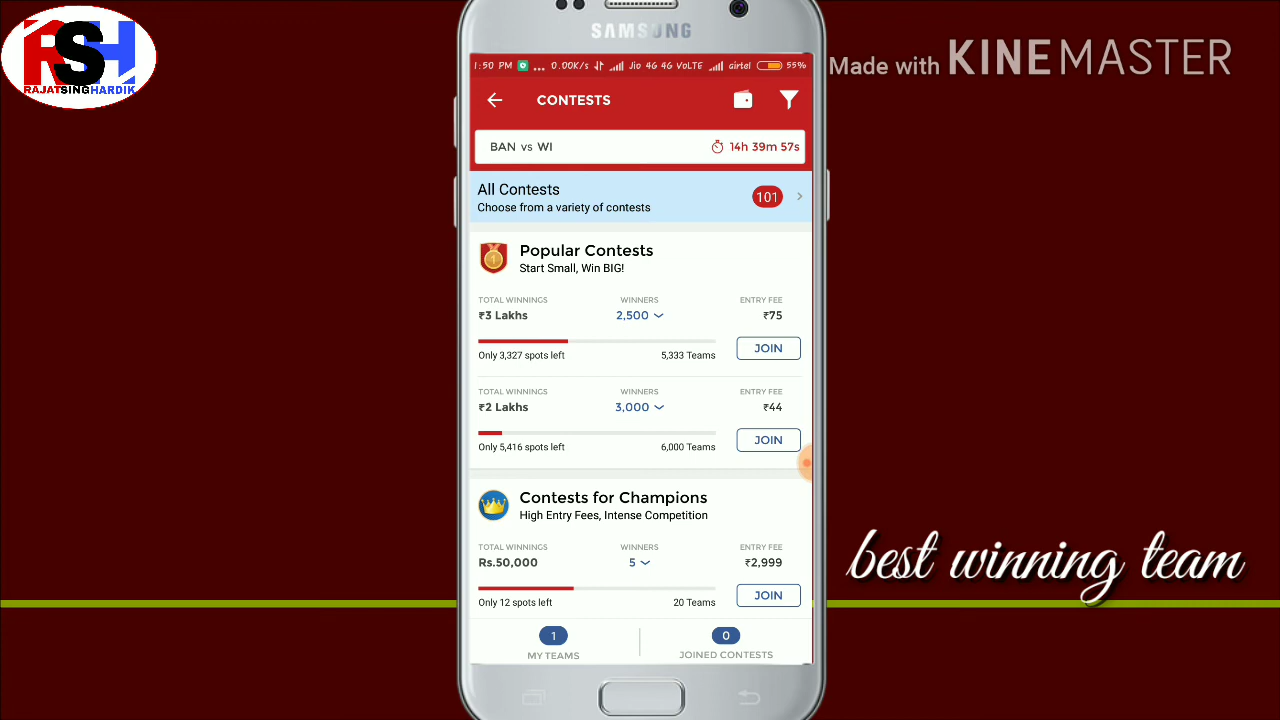 RSH
RAJATSINGHARDIK
Made with KINEMASTER
SAMSUNG
1:50 PM ... 0.00K/s Jio 4G 4G VoLTE airtel 55%
CONTESTS
BAN vs WI 14h 39m 57s
All Contests 101
Choose from a variety of contests
Popular Contests
Start Small, Win BIG!
TOTAL WINNINGS WINNERS ENTRY FEE
₹3 Lakhs 2,500 ₹75
JOIN
Only 3,327 spots left 5,333 Teams
TOTAL WINNINGS WINNERS ENTRY FEE
₹2 Lakhs 3,000 ₹44
JOIN
Only 5,416 spots left 6,000 Teams
Contests for Champions
High Entry Fees, Intense Competition
TOTAL WINNINGS WINNERS ENTRY FEE
Rs.50,000 5 ₹2,999
JOIN
Only 12 spots left 20 Teams
1 0
MY TEAMS JOINED CONTESTS
best winning team